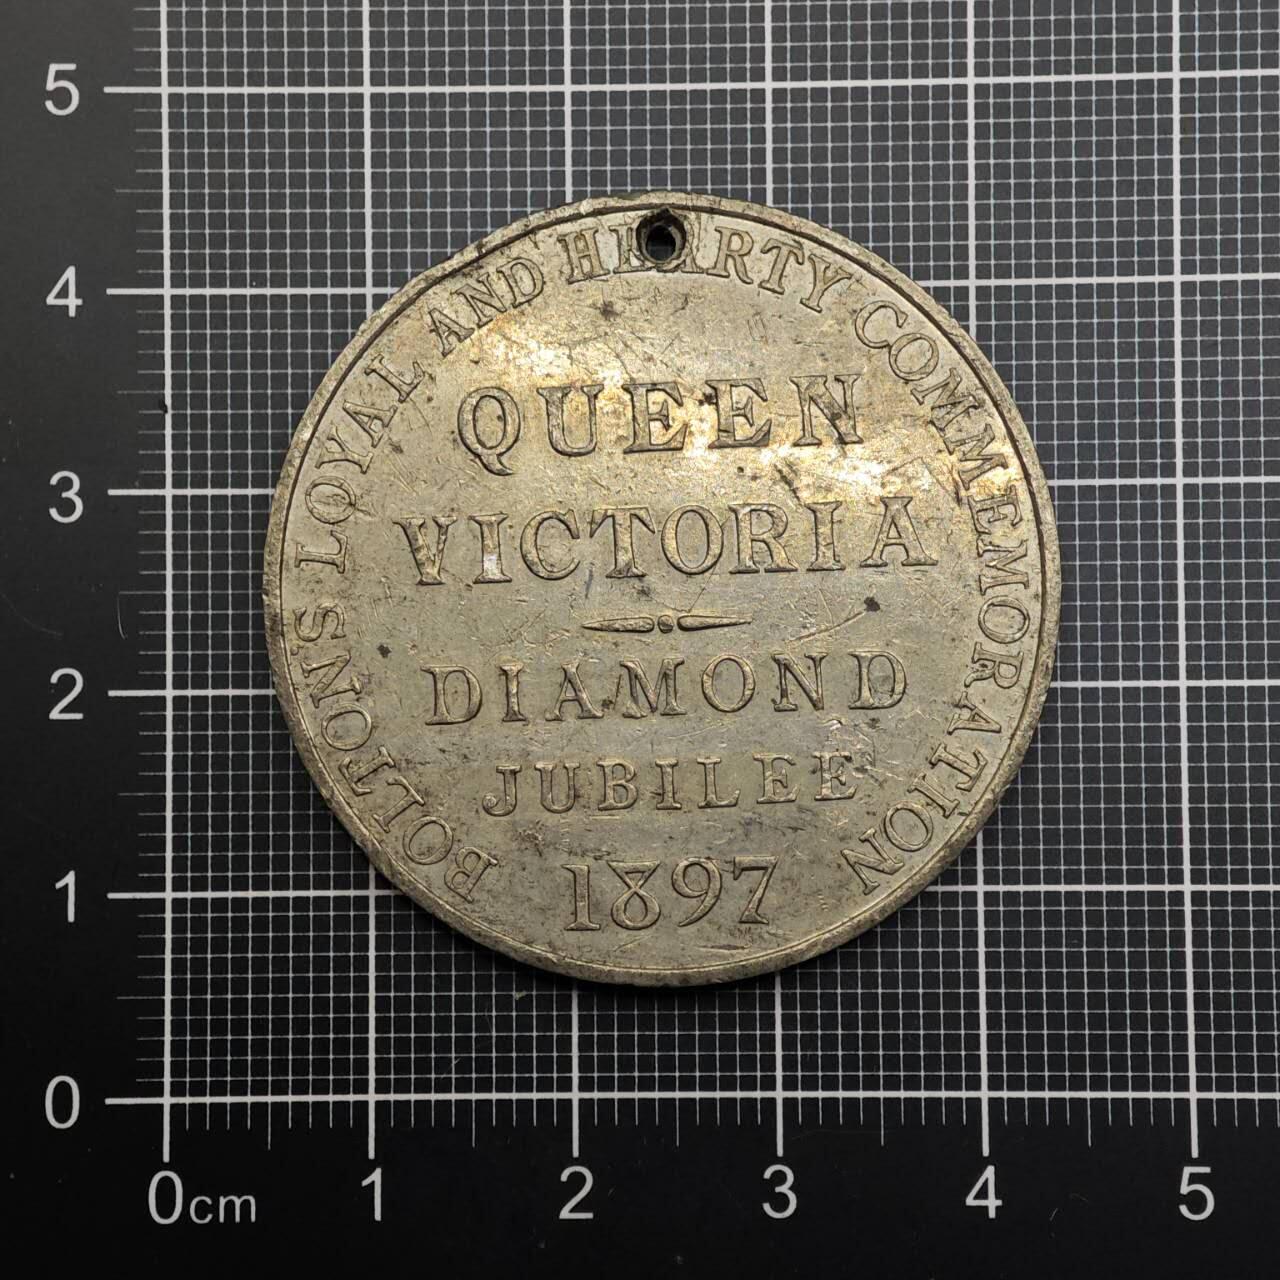 BOLTONS LOYAL AND HEARTY COMMEMORATION
QUEEN
VICTORIA
DIAMOND
JUBILEE
1897
5
4
3
2
1
0
0cm 1 2 3 4 5